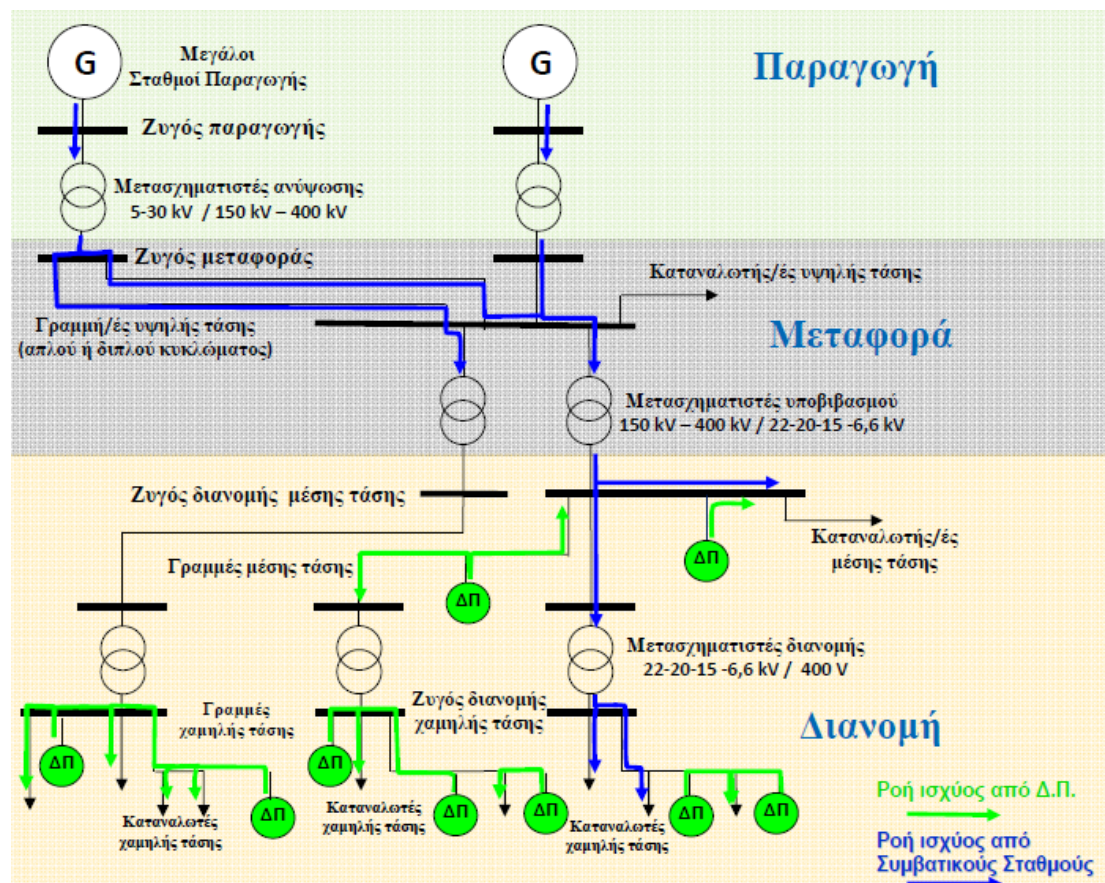 G
Μεγάλοι
Σταθμοί Παραγωγής
G
Παραγωγή
Ζυγός παραγωγής
Μετασχηματιστές ανύψωσης
5-30 kV / 150 kV – 400 kV
Ζυγός μεταφοράς
Καταναλωτής/ές υψηλής τάσης
Γραμμή/ές υψηλής τάσης
(απλού ή διπλού κυκλώματος)
Μεταφορά
Μετασχηματιστές υποβιβασμού
150 kV – 400 kV / 22-20-15 -6,6 kV
Ζυγός διανομής μέσης τάσης
Καταναλωτής/ές
μέσης τάσης
ΔΠ
Γραμμές μέσης τάσης
ΔΠ
Μετασχηματιστές διανομής
22-20-15 -6,6 kV / 400 V
Γραμμές
χαμηλής τάσης
Ζυγός διανομής
χαμηλής τάσης
Διανομή
ΔΠ
ΔΠ
ΔΠ
ΔΠ
ΔΠ
ΔΠ
ΔΠ
Καταναλωτές
χαμηλής τάσης
Καταναλωτές
χαμηλής τάσης
Καταναλωτές
χαμηλής τάσης
Ροή ισχύος από Δ.Π.
Ροή ισχύος από
Συμβατικούς Σταθμούς